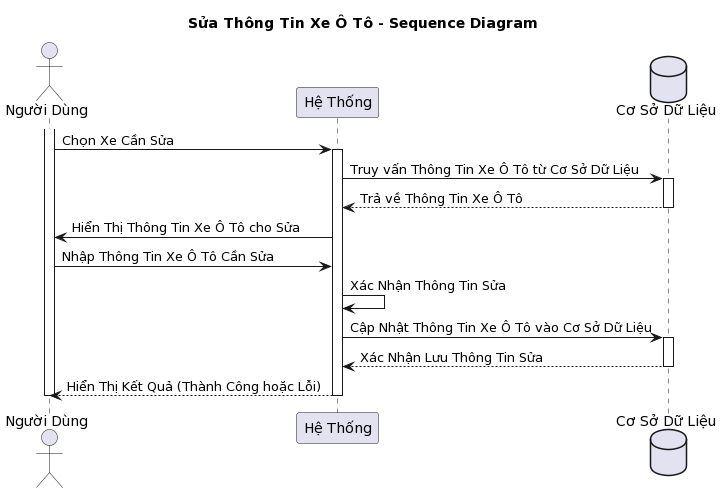 Sửa Thông Tin Xe Ô Tô - Sequence Diagram
Người Dùng
Hệ Thống
Cơ Sở Dữ Liệu
Chọn Xe Cần Sửa
Truy vấn Thông Tin Xe Ô Tô từ Cơ Sở Dữ Liệu
Trả về Thông Tin Xe Ô Tô
Hiển Thị Thông Tin Xe Ô Tô cho Sửa
Nhập Thông Tin Xe Ô Tô Cần Sửa
Xác Nhận Thông Tin Sửa
Cập Nhật Thông Tin Xe Ô Tô vào Cơ Sở Dữ Liệu
Xác Nhận Lưu Thông Tin Sửa
Hiển Thị Kết Quả (Thành Công hoặc Lỗi)
Người Dùng
Hệ Thống
Cơ Sở Dữ Liệu